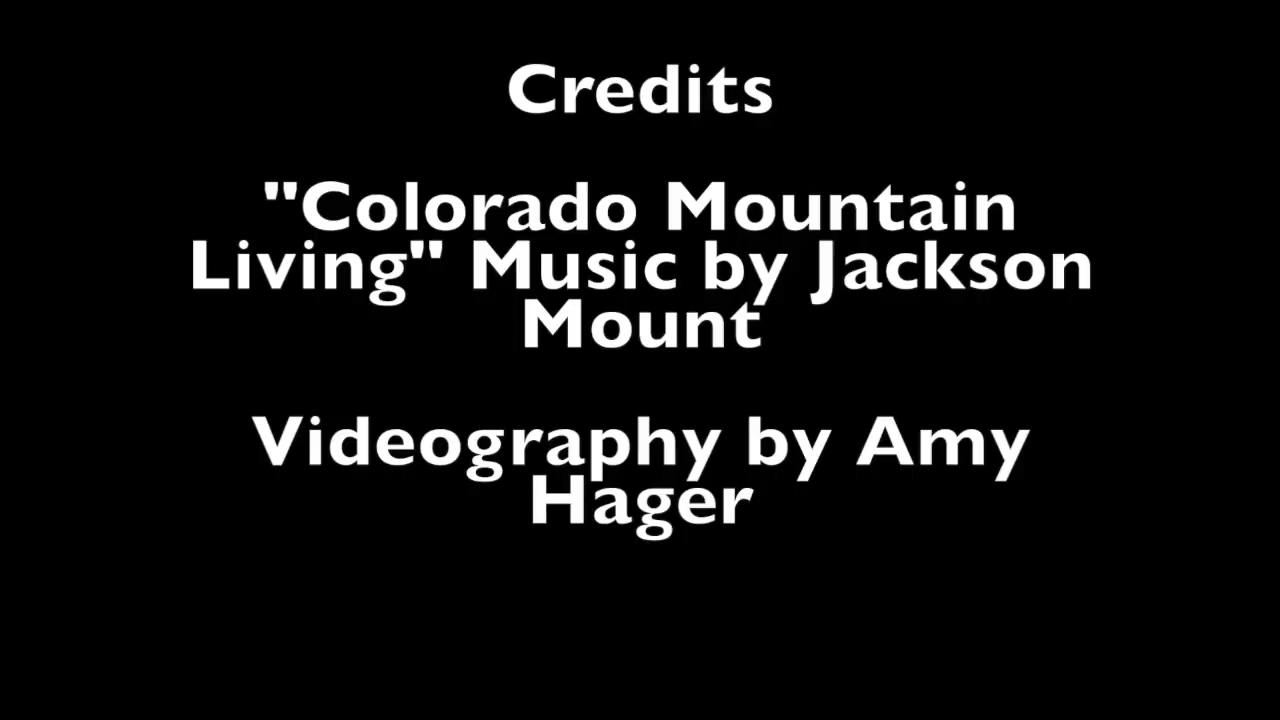 Credits
"Colorado Mountain
Living" Music by Jackson
Mount
Videography by Amy
Hager